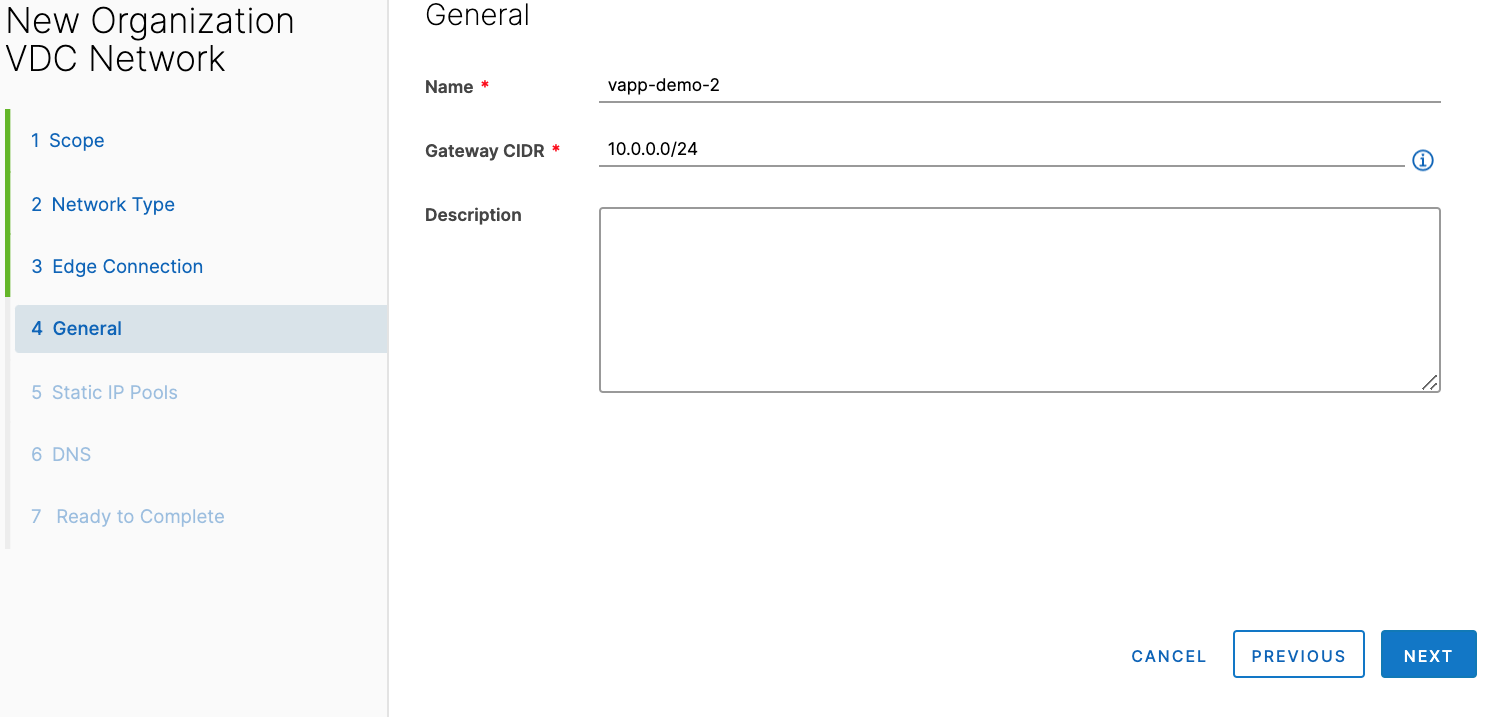 New Organization
VDC Network
1 Scope
2 Network Type
3 Edge Connection
4 General
5 Static IP Pools
6 DNS
7 Ready to Complete
General
Name *
vapp-demo-2
Gateway CIDR *
10.0.0.0/24
Description
CANCEL
PREVIOUS
NEXT